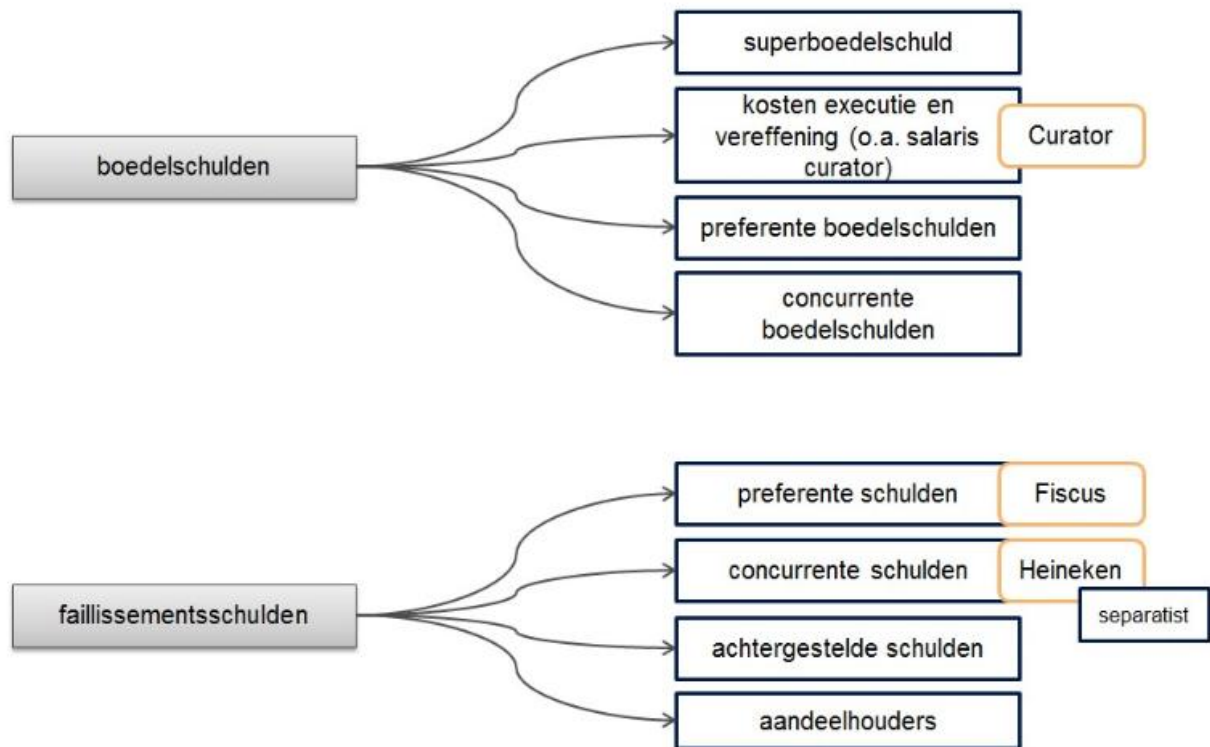 superboedelschuld
kosten executie en
vereffening (o.a. salaris
curator)
Curator
boedelschulden
preferente boedelschulden
concurrente
boedelschulden
preferente schulden
Fiscus
concurrente schulden
Heineken
separatist
faillissementsschulden
achtergestelde schulden
aandeelhouders